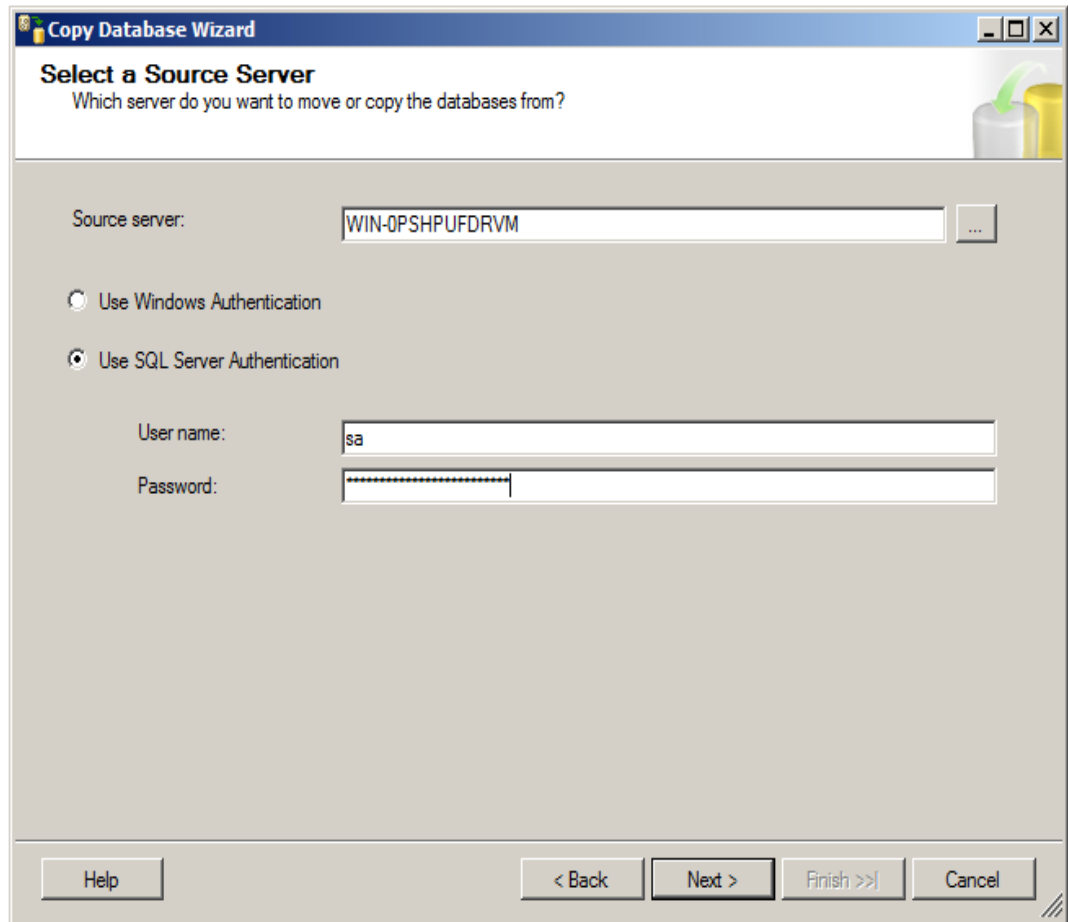 Copy Database Wizard
Select a Source Server
Which server do you want to move or copy the databases from?
Source server:
WIN-0PSHPUFDRVM
...
Use Windows Authentication
Use SQL Server Authentication
User name:
sa
Password:
*************************
Help
< Back
Next >
Finish >>|
Cancel